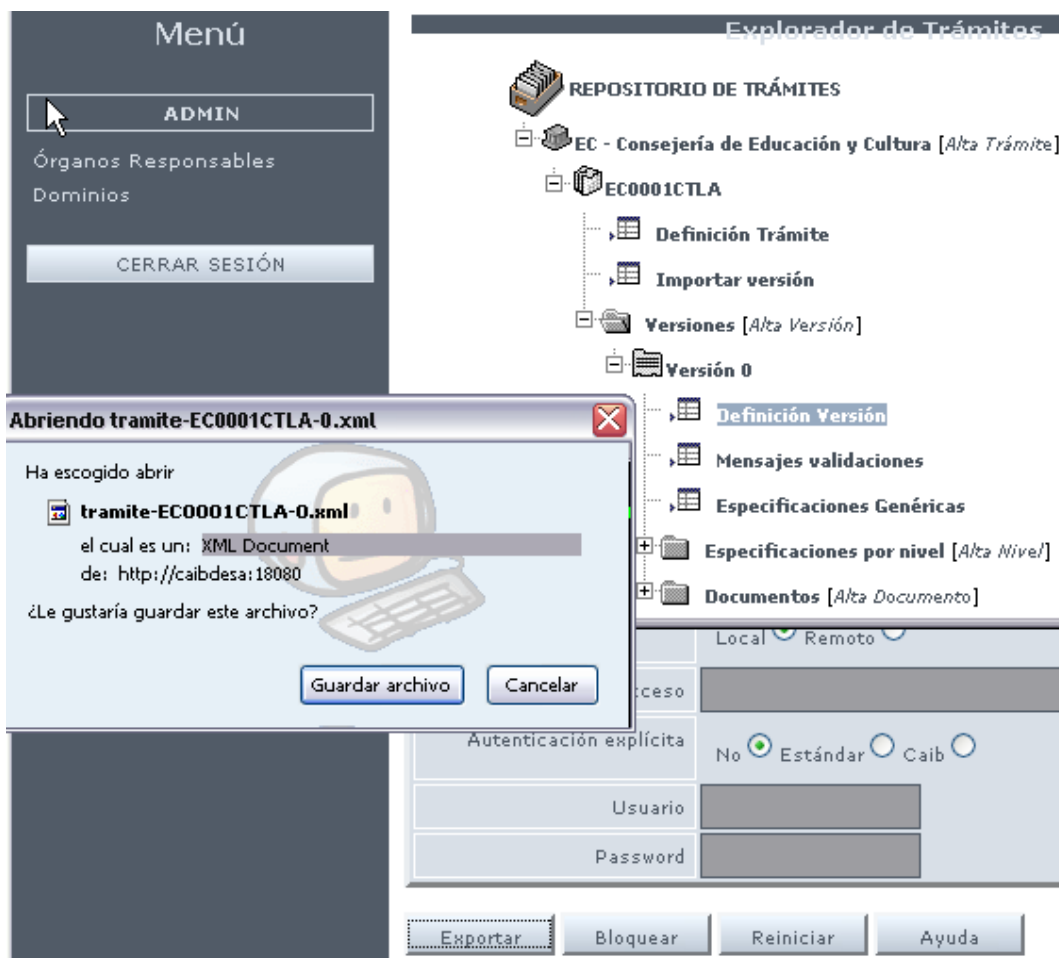 Menú
ADMIN
Órganos Responsables
Dominios
CERRAR SESIÓN
Explorador de Trámites
REPOSITORIO DE TRÁMITES
EC - Consejería de Educación y Cultura [Alta Trámite]
EC0001CTLA
Definición Trámite
Importar versión
Versiones [Alta Versión]
Versión 0
Definición Versión
Mensajes validaciones
Especificaciones Genéricas
Especificaciones por nivel [Alta Nivel]
Documentos [Alta Documento]
Abriendo tramite-EC0001CTLA-0.xml
Ha escogido abrir
tramite-EC0001CTLA-0.xml
el cual es un: XML Document
de: http://caibdesa:18080
¿Le gustaría guardar este archivo?
Guardar archivo Cancelar
Local Remoto
Autenticación explícita No Estándar Caib
Usuario
Password
Exportar Bloquear Reiniciar Ayuda